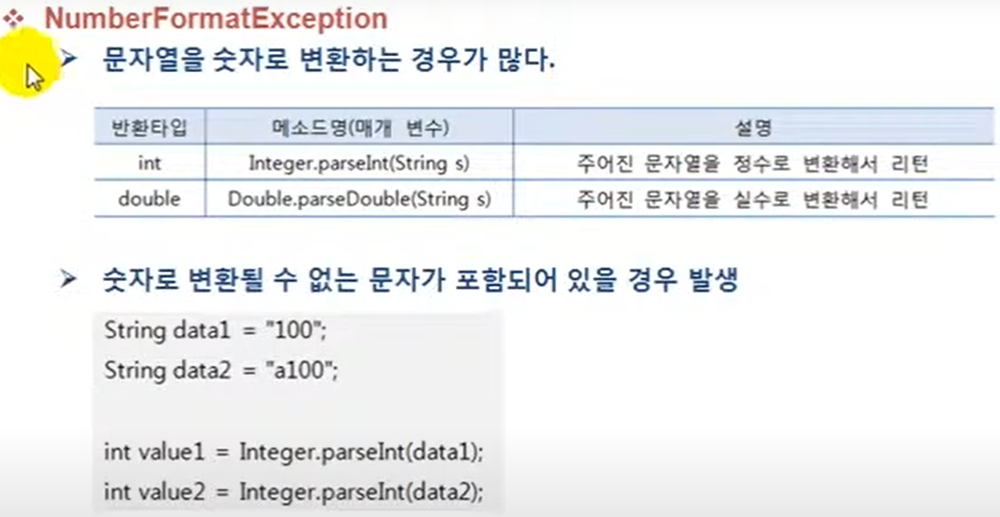 NumberFormatException
문자열을 숫자로 변환하는 경우가 많다.
반환타입 메소드명(매개 변수) 설명
int Integer.parseInt(String s) 주어진 문자열을 정수로 변환해서 리턴
double Double.parseDouble(String s) 주어진 문자열을 실수로 변환해서 리턴
숫자로 변환될 수 없는 문자가 포함되어 있을 경우 발생
String data1 = "100";
String data2 = "a100";
int value1 = Integer.parseInt(data1);
int value2 = Integer.parseInt(data2);